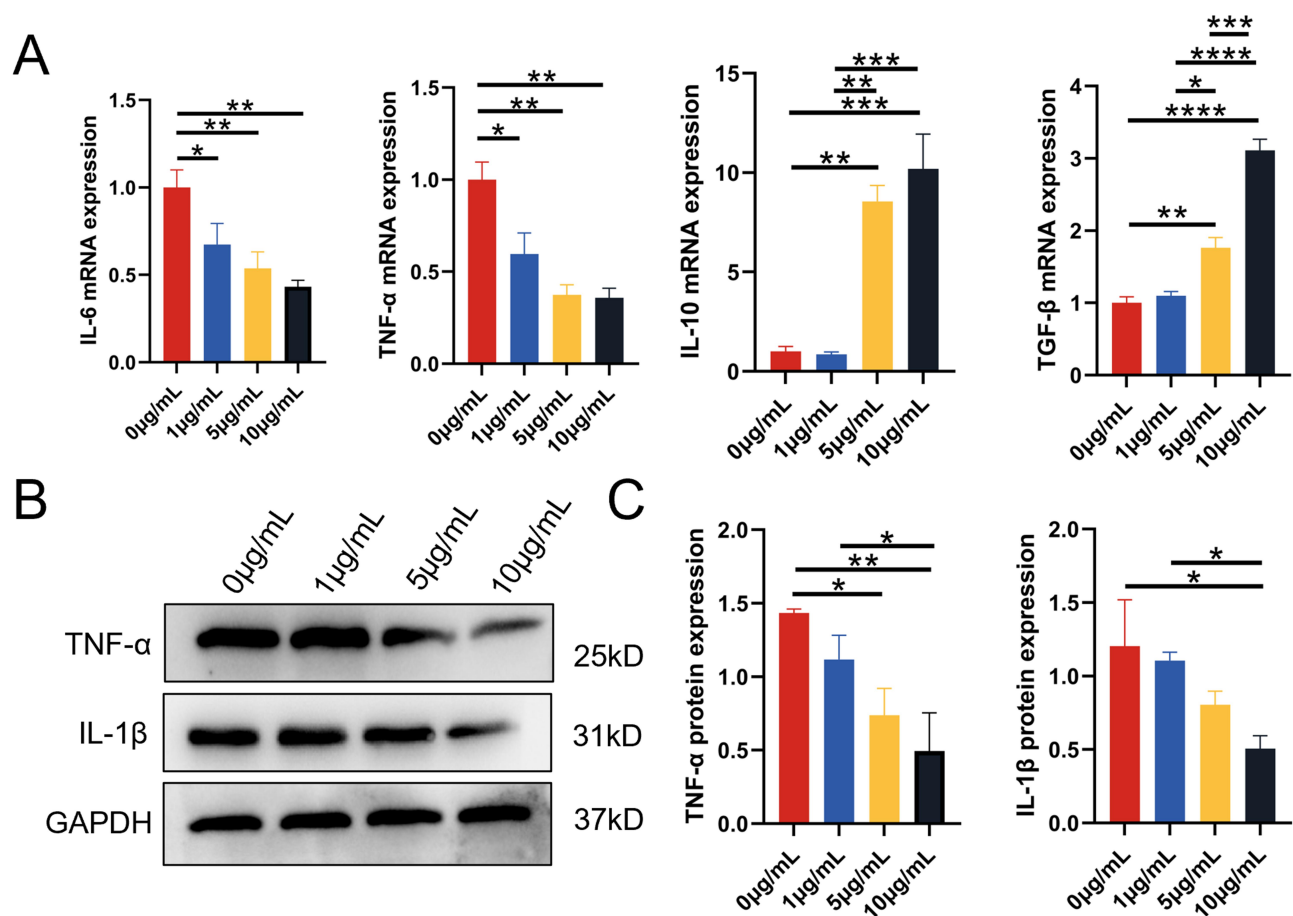 A
IL-6 mRNA expression
1.5
1.0
0.5
0.0
**
**
*
0μg/mL
1μg/mL
5μg/mL
10μg/mL
TNF-α mRNA expression
1.5
1.0
0.5
0.0
**
**
*
0μg/mL
1μg/mL
5μg/mL
10μg/mL
IL-10 mRNA expression
15
10
5
0
***
**
***
**
0μg/mL
1μg/mL
5μg/mL
10μg/mL
TGF-β mRNA expression
4
3
2
1
0
***
****
*
****
**
0μg/mL
1μg/mL
5μg/mL
10μg/mL
B
0μg/mL
1μg/mL
5μg/mL
10μg/mL
TNF-α
25kD
IL-1β
31kD
GAPDH
37kD
C
TNF-α protein expression
2.0
1.5
1.0
0.5
0.0
*
**
*
0μg/mL
1μg/mL
5μg/mL
10μg/mL
IL-1β protein expression
2.0
1.5
1.0
0.5
0.0
*
*
0μg/mL
1μg/mL
5μg/mL
10μg/mL